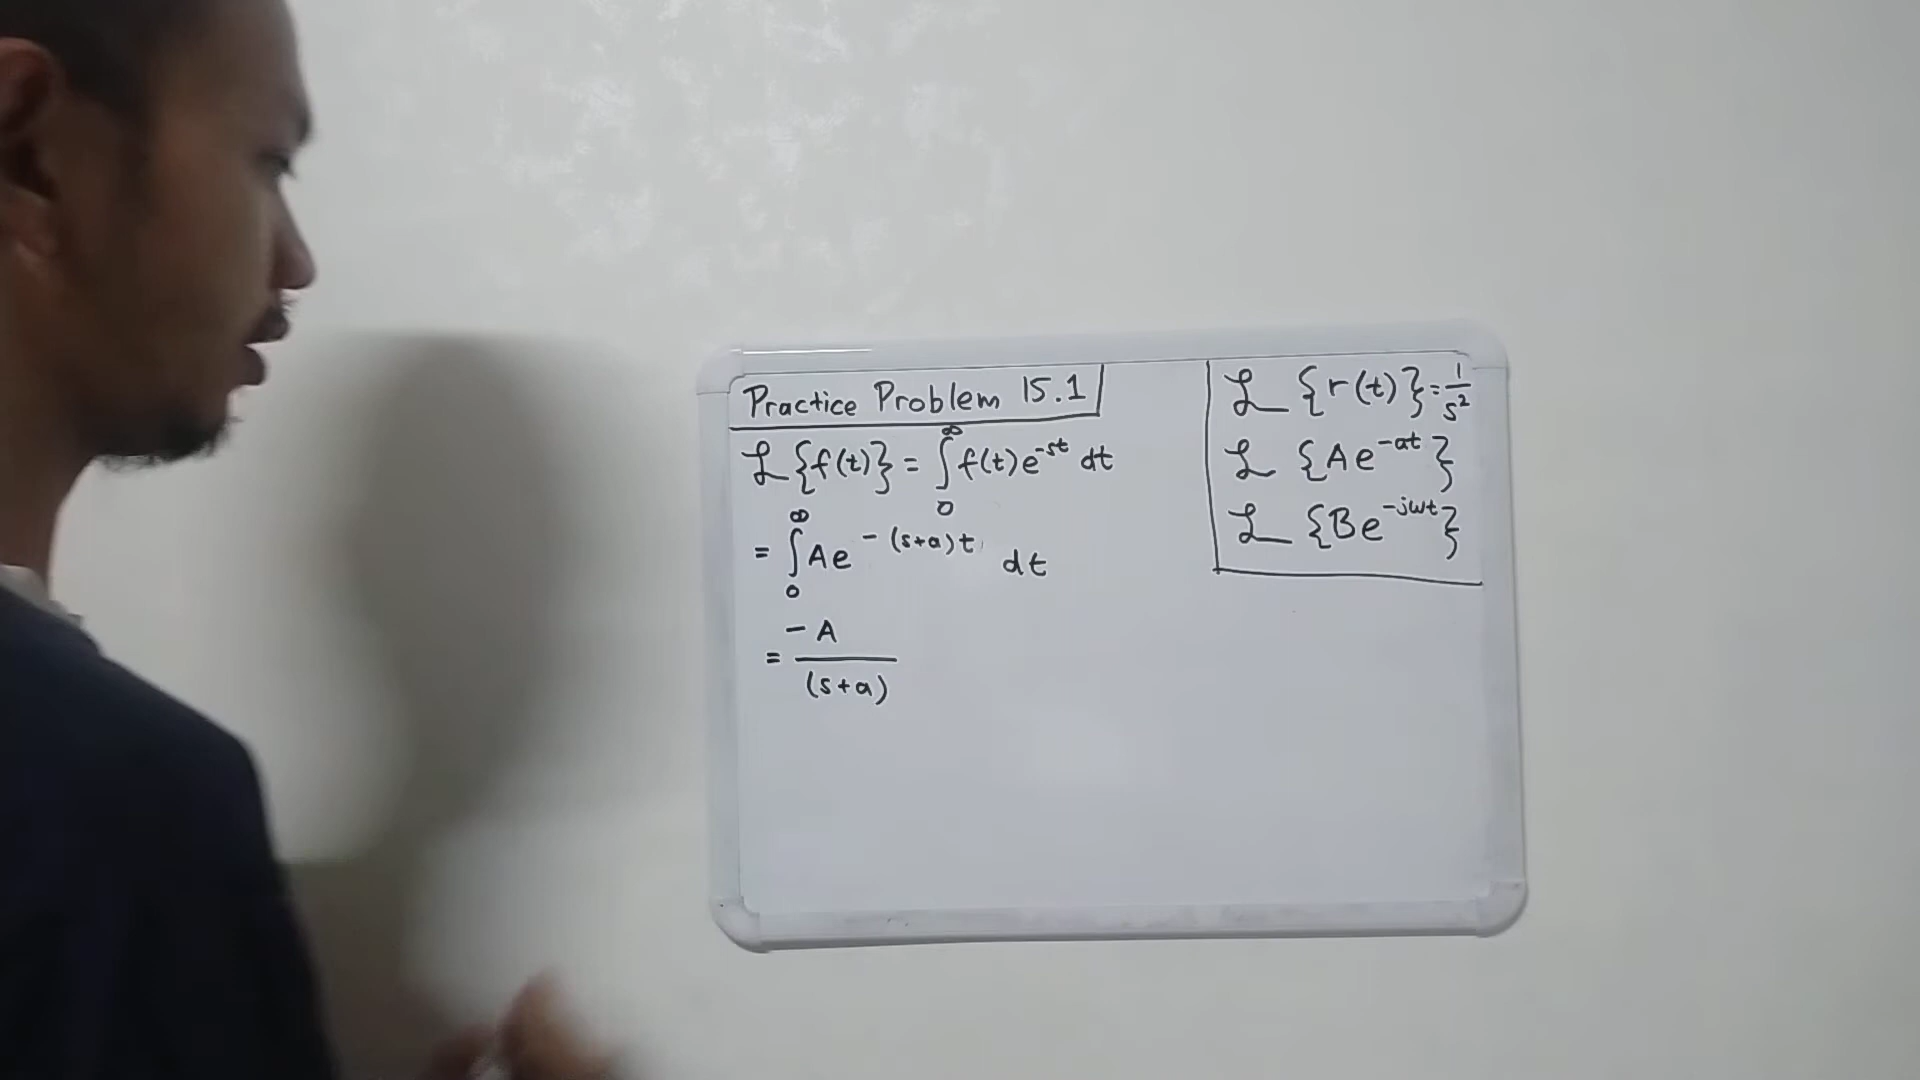 Practice Problem 15.1
ℒ{f(t)} = ∫₀^∞ f(t)e^-st dt
= ∫₀^∞ Ae^-(s+a)t dt
= -A/(s+a)
ℒ {r(t)} = 1/s²
ℒ {Ae^-at}
ℒ {Be^-jωt}